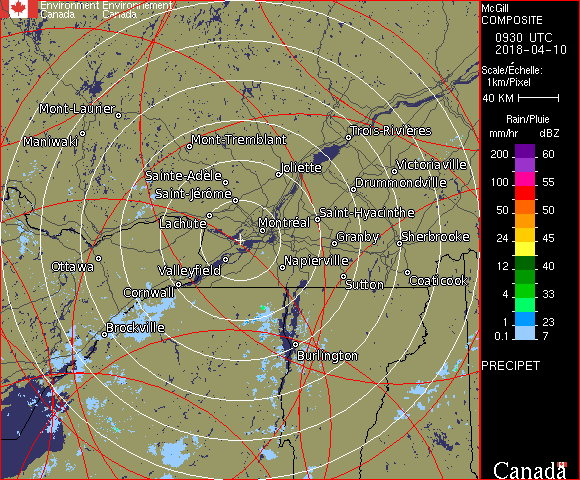 Environment Environnement
Canada Canada
McGill
COMPOSITE
0930 UTC
2018-04-10
Scale/Échelle:
1km/Pixel
40 KM
Rain/Pluie
mm/hr dBZ
200 60
100 55
50 50
24 45
12 40
4 33
1 23
0.1 7
PRECIPET
Canada
Mont-Laurier
Maniwaki
Mont-Tremblant
Trois-Rivières
Joliette
Victoriaville
Sainte-Adèle
Drummondville
Saint-Jérôme
Saint-Hyacinthe
Lachute
Montréal
Granby
Sherbrooke
Ottawa
Valleyfield
Napierville
Sutton
Coaticook
Cornwall
Brockville
Burlington